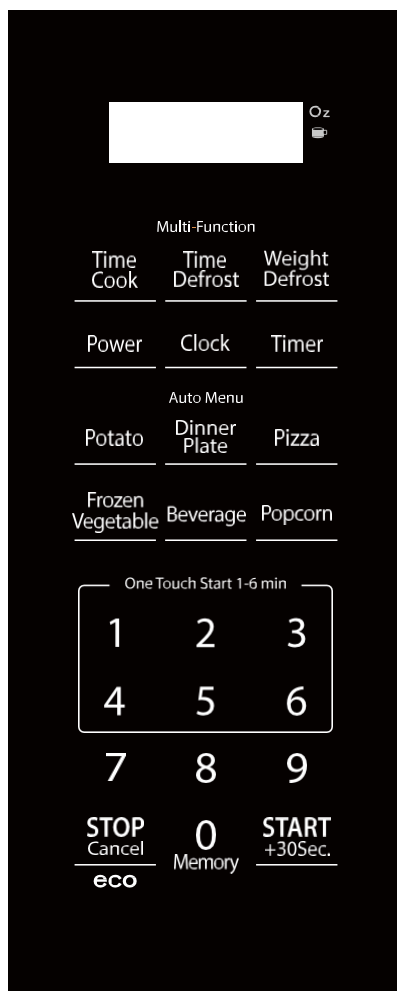 Oz
Multi-Function
Time Cook
Time Defrost
Weight Defrost
Power
Clock
Timer
Auto Menu
Potato
Dinner Plate
Pizza
Frozen Vegetable
Beverage
Popcorn
One Touch Start 1-6 min
1 2 3
4 5 6
7 8 9
STOP
Cancel
0
Memory
START
+30Sec.
eco